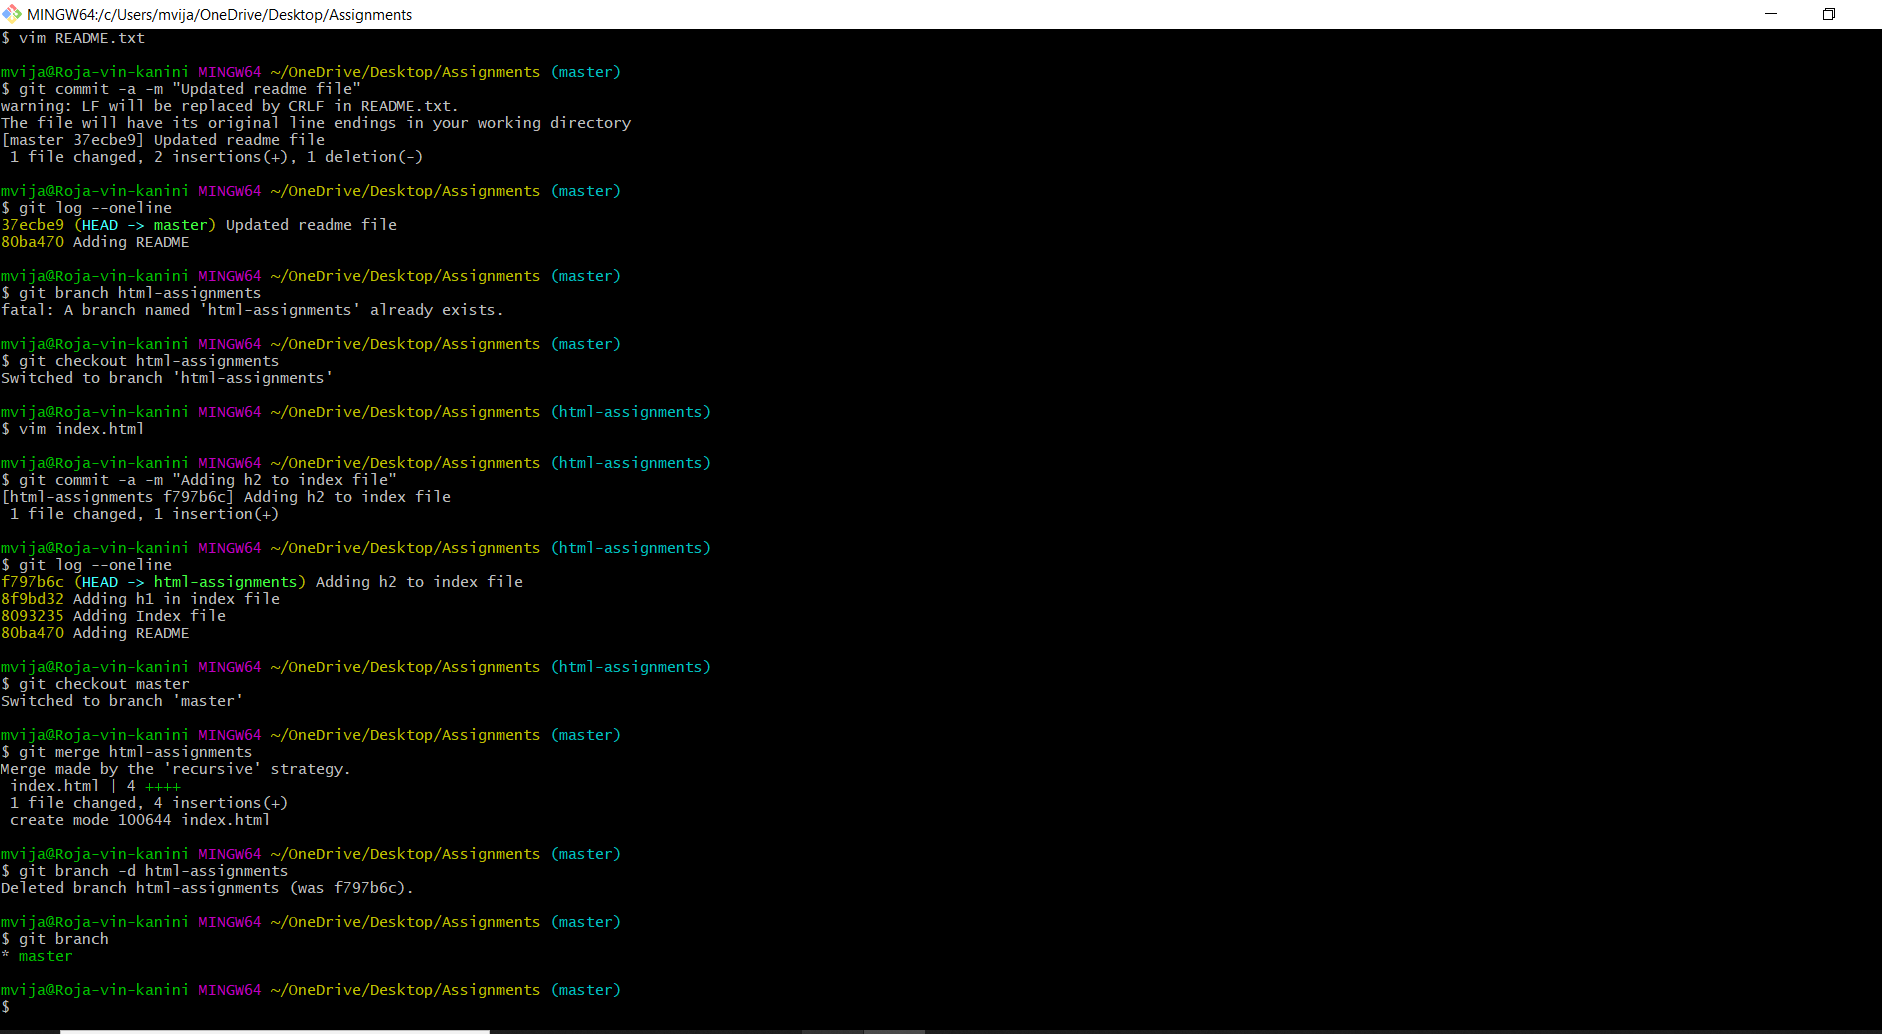 MINGW64:/c/Users/mvija/OneDrive/Desktop/Assignments
$ vim README.txt
mvija@Roja-vin-kanini MINGW64 ~/OneDrive/Desktop/Assignments (master)
$ git commit -a -m "Updated readme file"
warning: LF will be replaced by CRLF in README.txt.
The file will have its original line endings in your working directory
[master 37ecbe9] Updated readme file
 1 file changed, 2 insertions(+), 1 deletion(-)
mvija@Roja-vin-kanini MINGW64 ~/OneDrive/Desktop/Assignments (master)
$ git log --oneline
37ecbe9 (HEAD -> master) Updated readme file
80ba470 Adding README
mvija@Roja-vin-kanini MINGW64 ~/OneDrive/Desktop/Assignments (master)
$ git branch html-assignments
fatal: A branch named 'html-assignments' already exists.
mvija@Roja-vin-kanini MINGW64 ~/OneDrive/Desktop/Assignments (master)
$ git checkout html-assignments
Switched to branch 'html-assignments'
mvija@Roja-vin-kanini MINGW64 ~/OneDrive/Desktop/Assignments (html-assignments)
$ vim index.html
mvija@Roja-vin-kanini MINGW64 ~/OneDrive/Desktop/Assignments (html-assignments)
$ git commit -a -m "Adding h2 to index file"
[html-assignments f797b6c] Adding h2 to index file
 1 file changed, 1 insertion(+)
mvija@Roja-vin-kanini MINGW64 ~/OneDrive/Desktop/Assignments (html-assignments)
$ git log --oneline
f797b6c (HEAD -> html-assignments) Adding h2 to index file
8f9bd32 Adding h1 in index file
8093235 Adding Index file
80ba470 Adding README
mvija@Roja-vin-kanini MINGW64 ~/OneDrive/Desktop/Assignments (html-assignments)
$ git checkout master
Switched to branch 'master'
mvija@Roja-vin-kanini MINGW64 ~/OneDrive/Desktop/Assignments (master)
$ git merge html-assignments
Merge made by the 'recursive' strategy.
 index.html | 4 ++++
 1 file changed, 4 insertions(+)
 create mode 100644 index.html
mvija@Roja-vin-kanini MINGW64 ~/OneDrive/Desktop/Assignments (master)
$ git branch -d html-assignments
Deleted branch html-assignments (was f797b6c).
mvija@Roja-vin-kanini MINGW64 ~/OneDrive/Desktop/Assignments (master)
$ git branch
* master
mvija@Roja-vin-kanini MINGW64 ~/OneDrive/Desktop/Assignments (master)
$